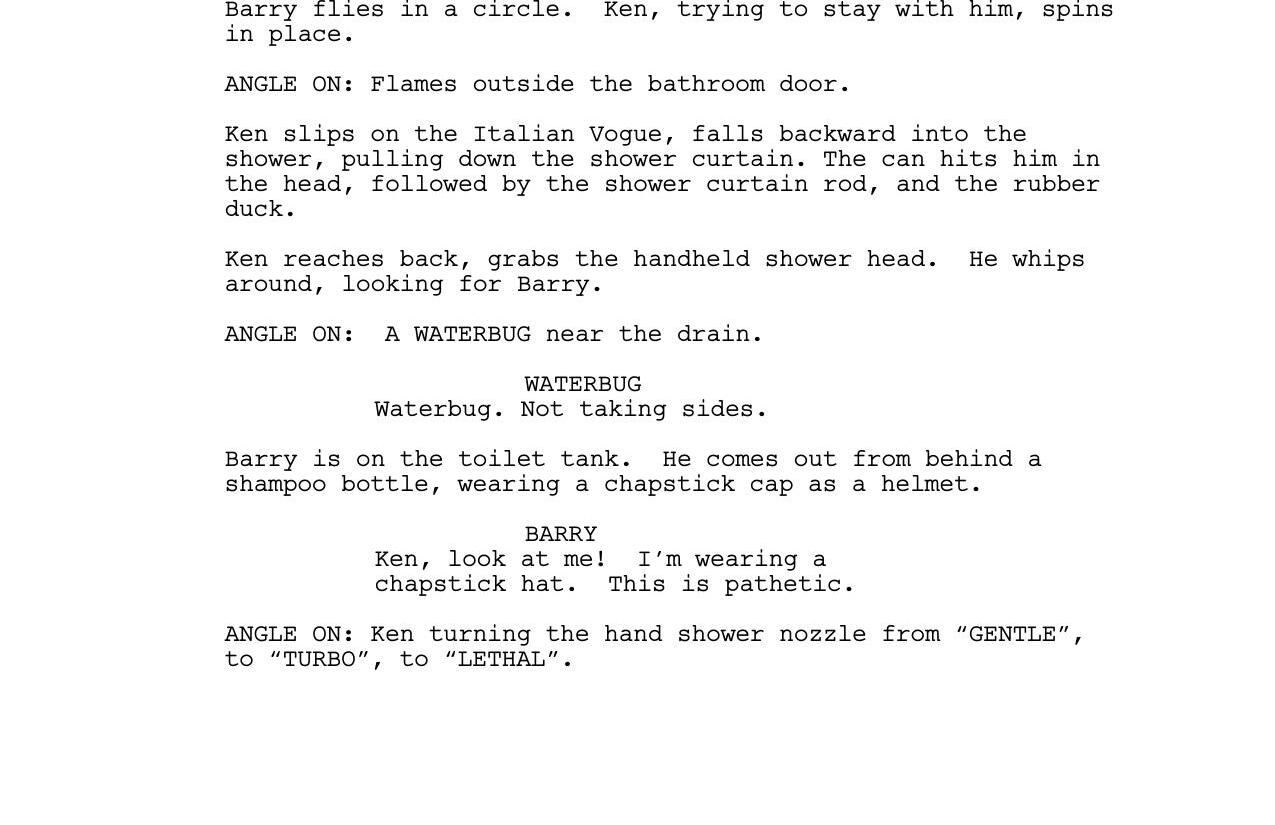 Barry flies in a circle.  Ken, trying to stay with him, spins
in place.
ANGLE ON: Flames outside the bathroom door.
Ken slips on the Italian Vogue, falls backward into the
shower, pulling down the shower curtain. The can hits him in
the head, followed by the shower curtain rod, and the rubber
duck.
Ken reaches back, grabs the handheld shower head.  He whips
around, looking for Barry.
ANGLE ON:  A WATERBUG near the drain.
WATERBUG
Waterbug. Not taking sides.
Barry is on the toilet tank.  He comes out from behind a
shampoo bottle, wearing a chapstick cap as a helmet.
BARRY
Ken, look at me!  I’m wearing a
chapstick hat.  This is pathetic.
ANGLE ON: Ken turning the hand shower nozzle from “GENTLE”,
to “TURBO”, to “LETHAL”.